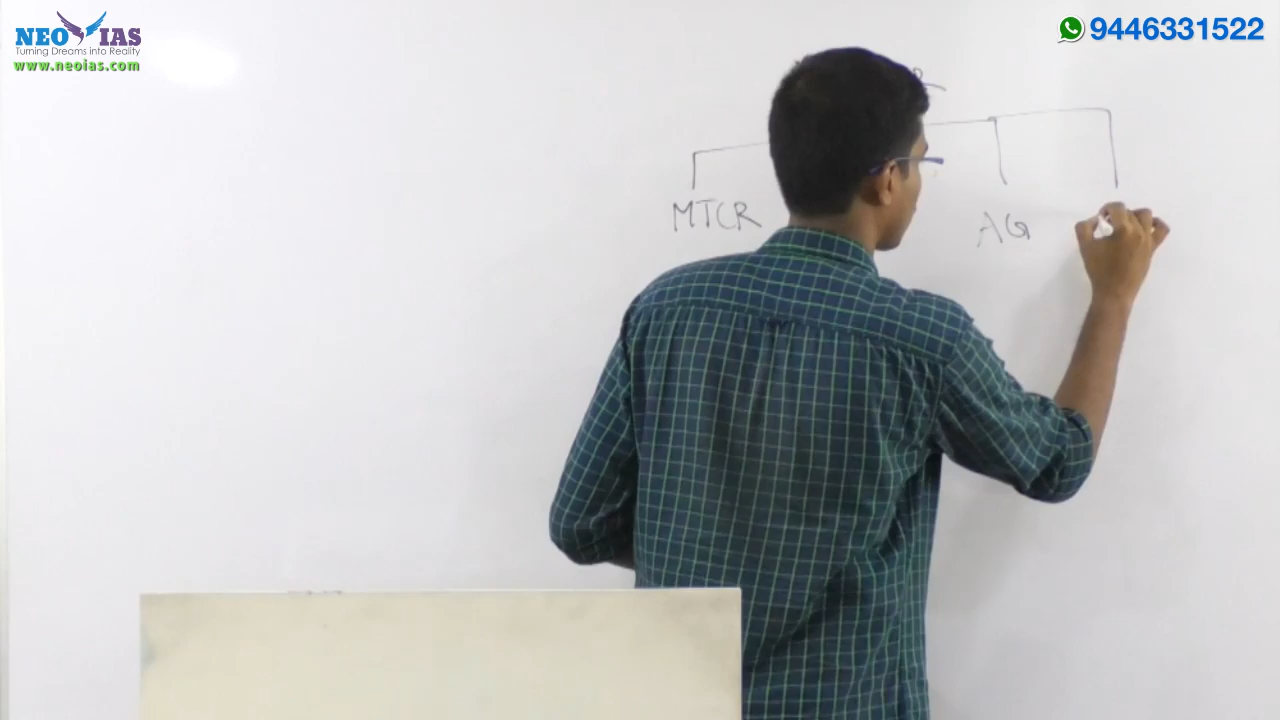 NEO IAS
Turning Dreams into Reality
www.neoias.com
9446331522
MTCR
AG